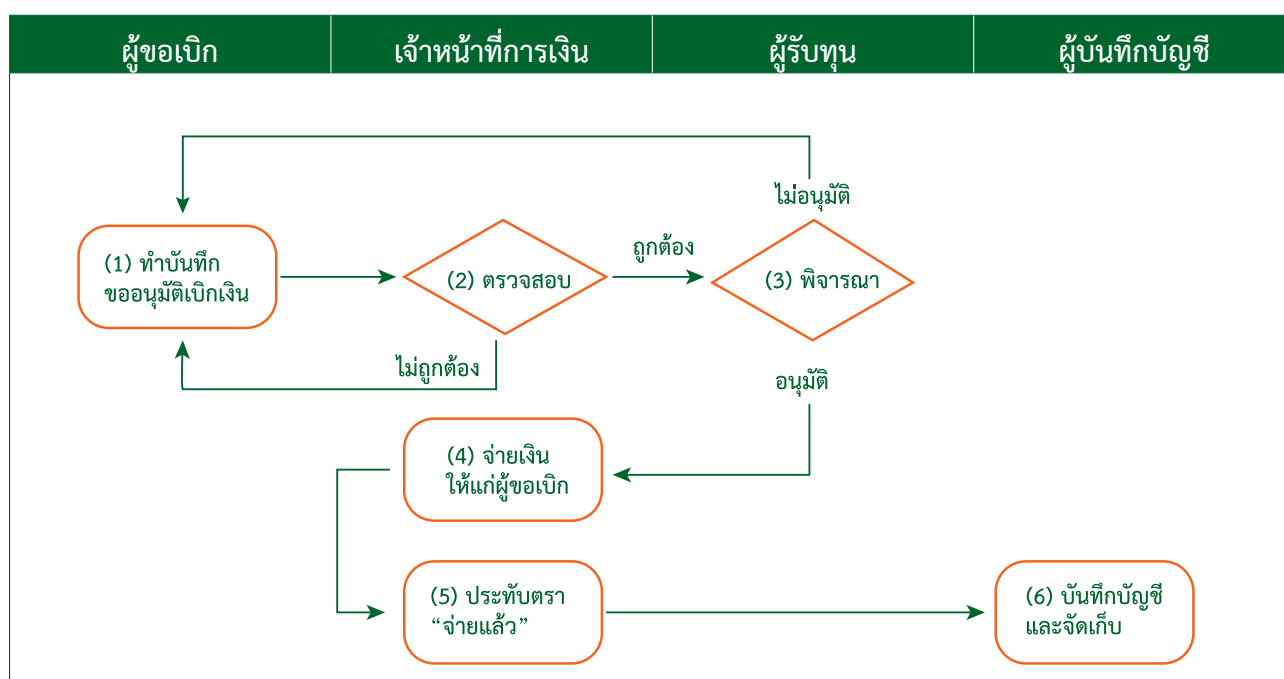 ผู้ขอเบิก
เจ้าหน้าที่การเงิน
ผู้รับทุน
ผู้บันทึกบัญชี
ไม่อนุมัติ
(1) ทำบันทึก
ขออนุมัติเบิกเงิน
(2) ตรวจสอบ
ถูกต้อง
(3) พิจารณา
ไม่ถูกต้อง
อนุมัติ
(4) จ่ายเงิน
ให้แก่ผู้ขอเบิก
(5) ประทับตรา
“จ่ายแล้ว”
(6) บันทึกบัญชี
และจัดเก็บ